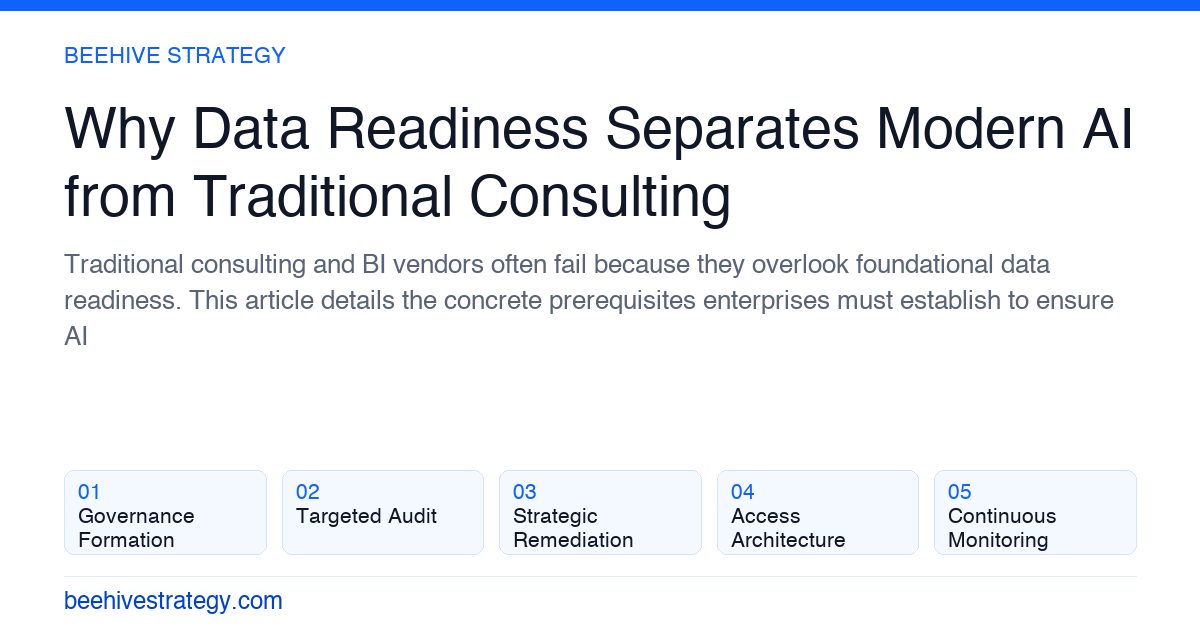 BEEHIVE STRATEGY
Why Data Readiness Separates Modern AI
from Traditional Consulting
Traditional consulting and BI vendors often fail because they overlook foundational data
readiness. This article details the concrete prerequisites enterprises must establish to ensure
AI
01
Governance
Formation
02
Targeted Audit
03
Strategic
Remediation
04
Access
Architecture
05
Continuous
Monitoring
beehivestrategy.com